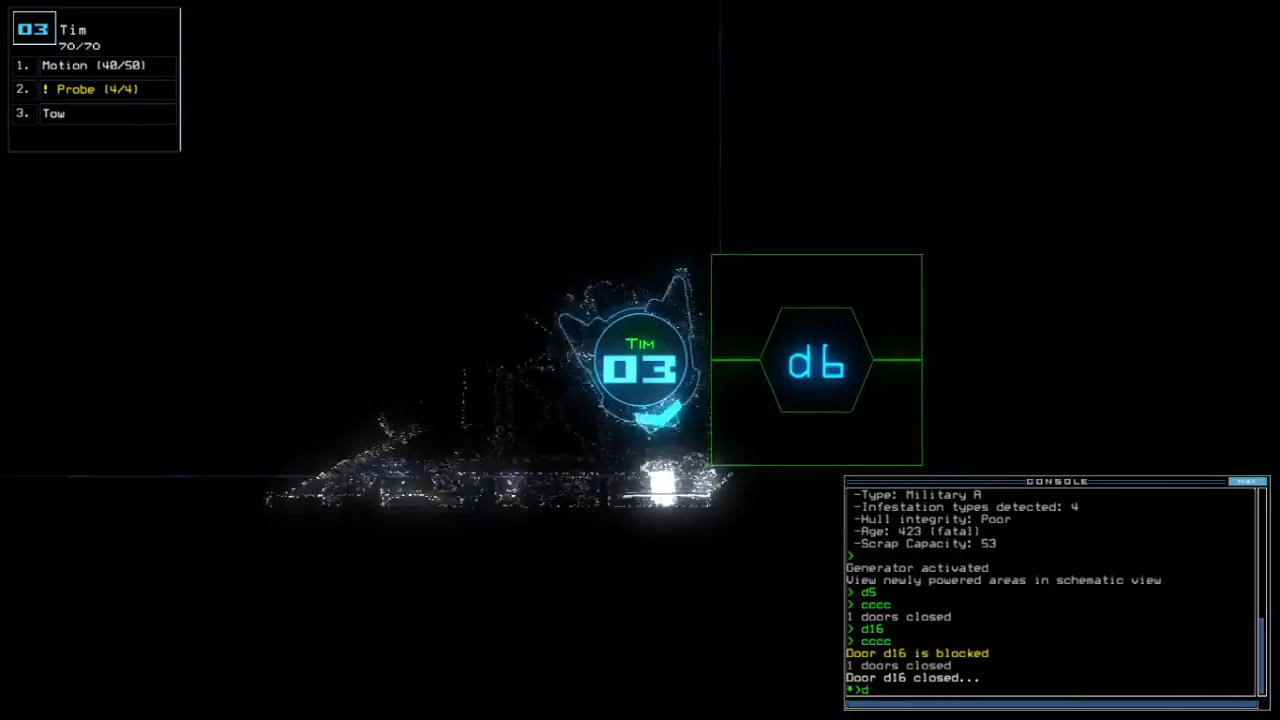 03 Tim
70/70
1. Motion (40/50)
2. ! Probe (4/4)
3. Tow
TIM
03
d6
CONSOLE
-Type: Military A
-Infestation types detected: 4
-Hull integrity: Poor
-Age: 423 (fatal)
-Scrap Capacity: 53
>
Generator activated
View newly powered areas in schematic view
> d5
> cccc
1 doors closed
> d16
> cccc
Door d16 is blocked
1 doors closed
Door d16 closed...
*>d